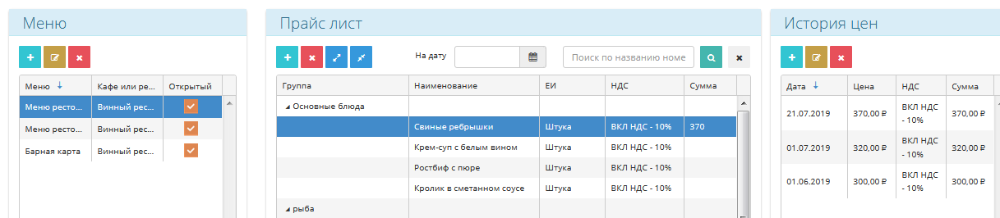 Меню
Меню Кафе или ре... Открытый
Меню ресто... Винный рес...
Меню ресто... Винный рес...
Барная карта Винный рес...
Прайс лист
На дату Поиск по названию номе
Группа Наименование ЕИ НДС Сумма
Основные блюда
Свиные ребрышки Штука ВКЛ НДС - 10% 370
Крем-суп с белым вином Штука ВКЛ НДС - 10%
Ростбиф с пюре Штука ВКЛ НДС - 10%
Кролик в сметанном соусе Штука ВКЛ НДС - 10%
рыба
История цен
Дата Цена НДС Сумма
21.07.2019 370,00 ₽ ВКЛ НДС - 10% 370,00 ₽
01.07.2019 320,00 ₽ ВКЛ НДС - 10% 320,00 ₽
01.06.2019 300,00 ₽ ВКЛ НДС - 10% 300,00 ₽